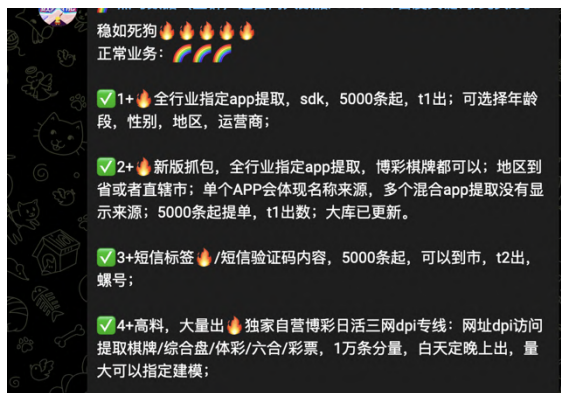 稳如死狗🔥🔥🔥🔥🔥
正常业务：🌈🌈🌈
✅1+🔥全行业指定app提取，sdk，5000条起，t1出；可选择年龄
段，性别，地区，运营商；
✅2+🔥新版抓包，全行业指定app提取，博彩棋牌都可以；地区到
省或者直辖市；单个APP会体现名称来源，多个混合app提取没有显
示来源；5000条起提单，t1出数；大库已更新。
✅3+短信标签🔥/短信验证码内容，5000条起，可以到市，t2出，
螺号；
✅4+高料，大量出🔥独家自营博彩日活三网dpi专线：网址dpi访问
提取棋牌/综合盘/体彩/六合/彩票，1万条分量，白天定晚上出，量
大可以指定建模；